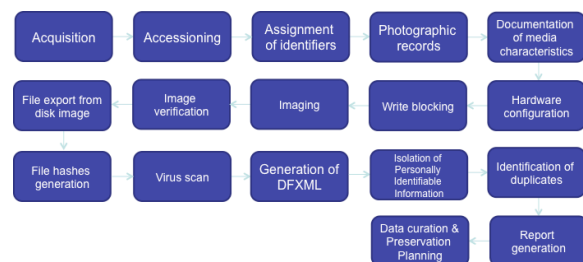 Acquisition
Accessioning
Assignment
of identifiers
Photographic
records
Documentation
of media
characteristics
Hardware
configuration
Write blocking
Imaging
Image
verification
File export from
disk image
File hashes
generation
Virus scan
Generation of
DFXML
Isolation of
Personally
Identifiable
Information
Identification of
duplicates
Report
generation
Data curation &
Preservation
Planning